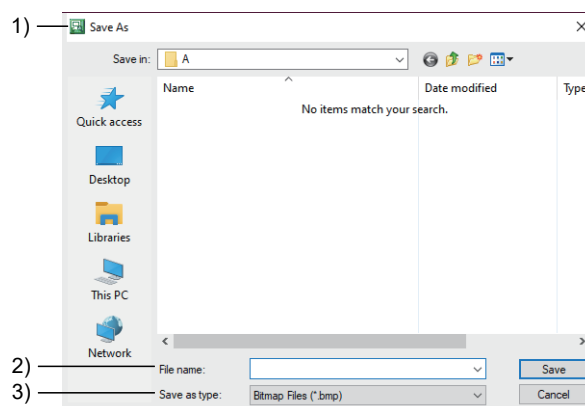 1) Save As
Save in: A
Name Date modified Type
No items match your search.
Quick access
Desktop
Libraries
This PC
Network
2) File name: Save
3) Save as type: Bitmap Files (*.bmp) Cancel